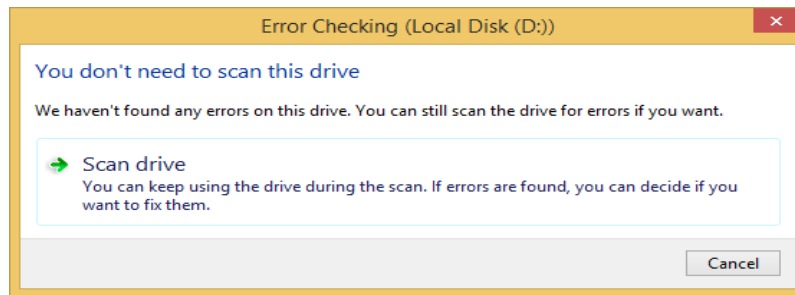 Error Checking (Local Disk (D:))
You don't need to scan this drive
We haven't found any errors on this drive. You can still scan the drive for errors if you want.
Scan drive
You can keep using the drive during the scan. If errors are found, you can decide if you
want to fix them.
Cancel